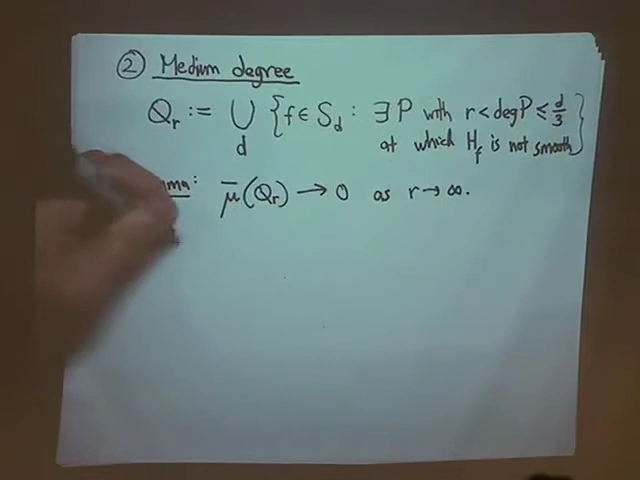 ② Medium degree
Q_r := ⋃_d {f ∈ S_d : ∃ P with r < deg P ≤ d/3
at which H_f is not smooth}
μ̄(Q_r) → 0 as r → ∞.